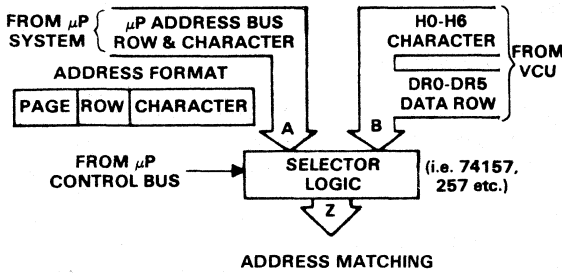 FROM μP
SYSTEM
μP ADDRESS BUS
ROW & CHARACTER
H0-H6
CHARACTER
FROM
VCU
DR0-DR5
DATA ROW
ADDRESS FORMAT
PAGE ROW CHARACTER
A
B
FROM μP
CONTROL BUS
SELECTOR
LOGIC
(i.e. 74157,
257 etc.)
Z
ADDRESS MATCHING